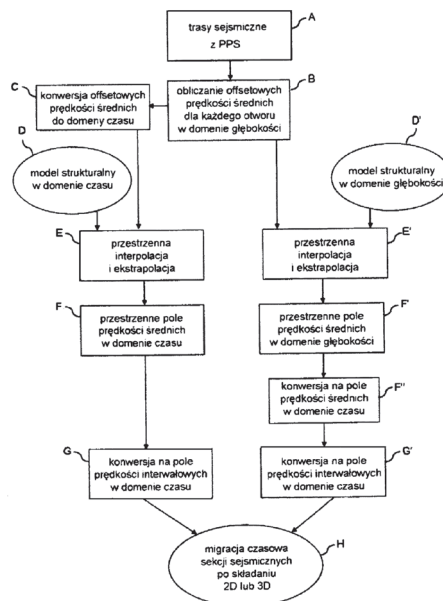 A
trasy sejsmiczne
z PPS
B
obliczanie offsetowych
prędkości średnich
dla każdego otworu
w domenie głębokości
C
konwersja offsetowych
prędkości średnich
do domeny czasu
D
model strukturalny
w domenie czasu
D'
model strukturalny
w domenie głębokości
E
przestrzenna
interpolacja
i ekstrapolacja
E'
przestrzenna
interpolacja
i ekstrapolacja
F
przestrzenne pole
prędkości średnich
w domenie czasu
F'
przestrzenne pole
prędkości średnich
w domenie głębokości
F"
konwersja na pole
prędkości średnich
w domenie czasu
G
konwersja na pole
prędkości interwałowych
w domenie czasu
G'
konwersja na pole
prędkości interwałowych
w domenie czasu
H
migracja czasowa
sekcji sejsmicznych
po składaniu
2D lub 3D